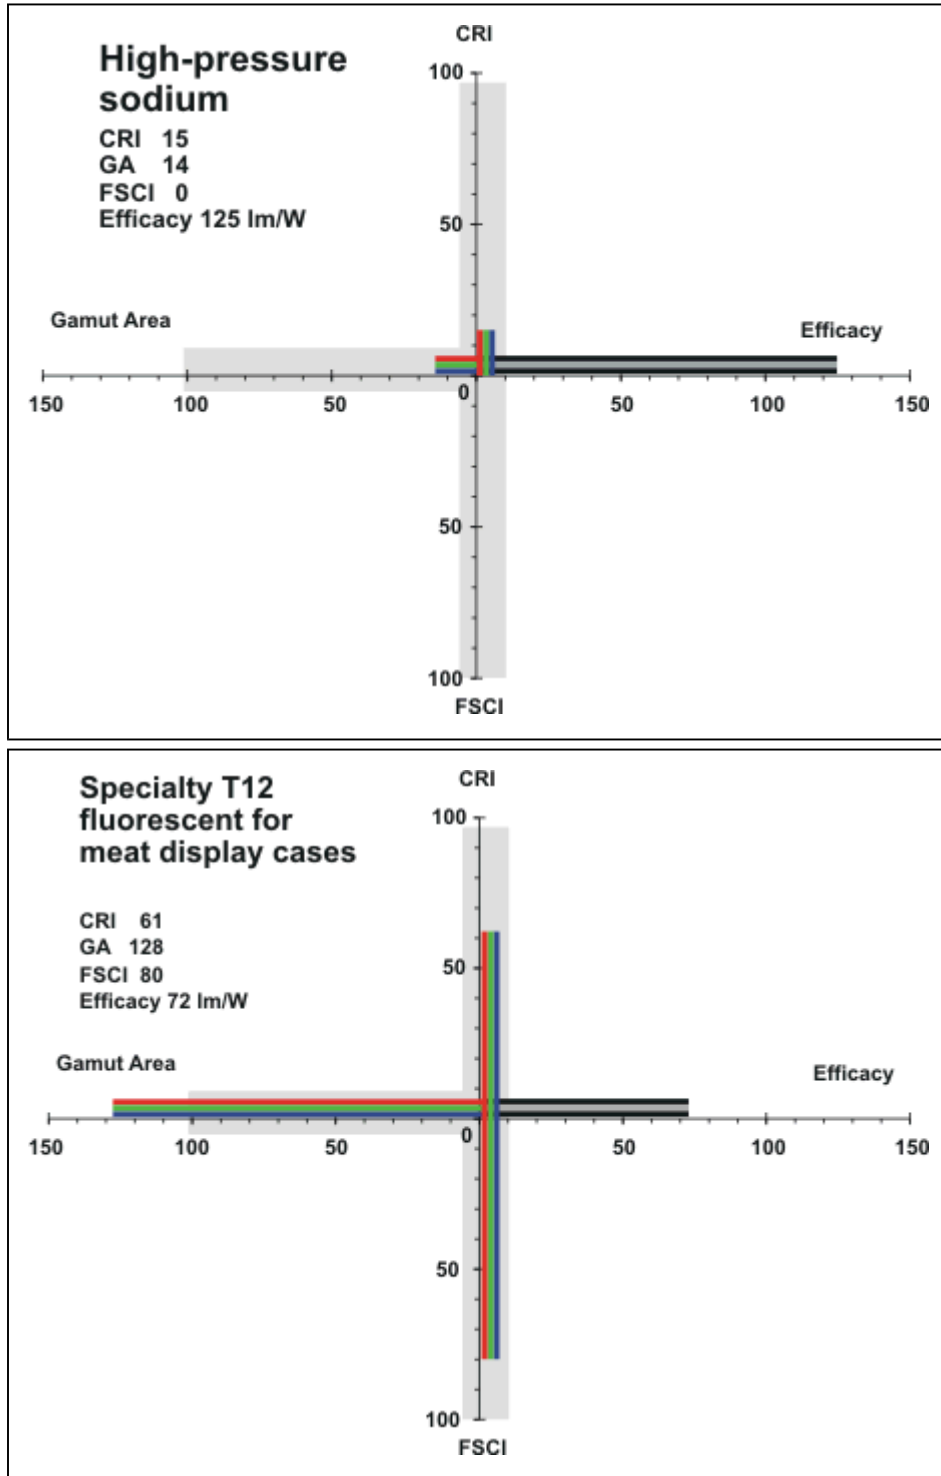 CRI
High-pressure
sodium
CRI 15
GA 14
FSCI 0
Efficacy 125 lm/W
100
50
Gamut Area
Efficacy
150 100 50 0 50 100 150
50
100
FSCI
CRI
Specialty T12
fluorescent for
meat display cases
CRI 61
GA 128
FSCI 80
Efficacy 72 lm/W
100
50
Gamut Area
Efficacy
150 100 50 0 50 100 150
50
100
FSCI